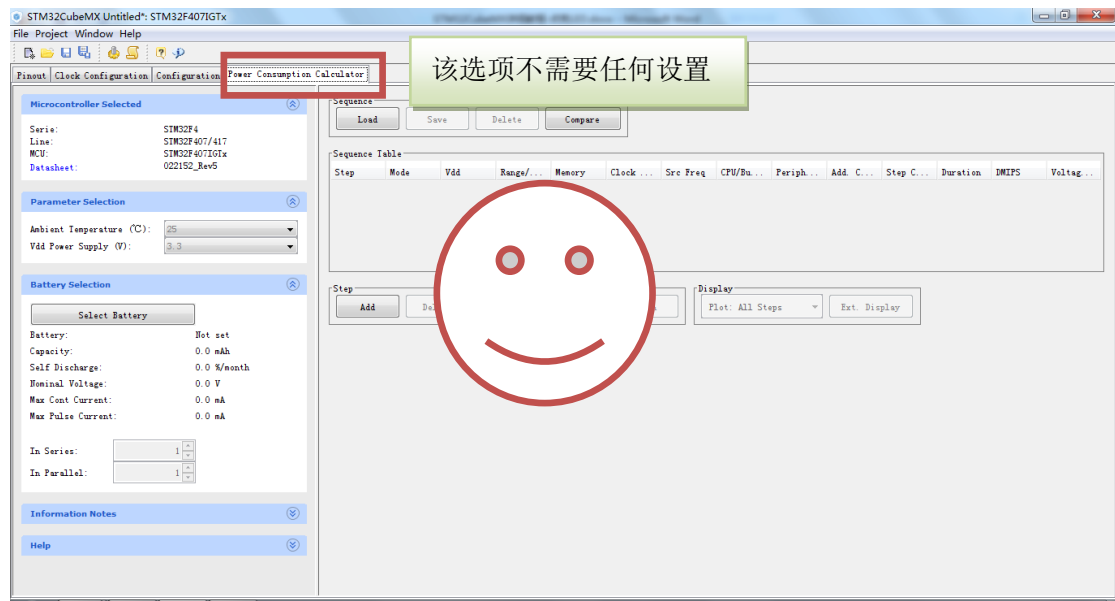 STM32CubeMX Untitled*: STM32F407IGTx
File Project Window Help
Pinout Clock Configuration Configuration Power Consumption Calculator
该选项不需要任何设置
Microcontroller Selected
Serie: STM32F4
Line: STM32F407/417
MCU: STM32F407IGTx
Datasheet: 022152_Rev5
Parameter Selection
Ambient Temperature (℃): 25
Vdd Power Supply (V): 3.3
Battery Selection
Select Battery
Battery: Not set
Capacity: 0.0 mAh
Self Discharge: 0.0 %/month
Nominal Voltage: 0.0 V
Max Cont Current: 0.0 mA
Max Pulse Current: 0.0 mA
In Series: 1
In Parallel: 1
Information Notes
Help
Sequence
Load Save Delete Compare
Sequence Table
Step Mode Vdd Range/... Memory Clock ... Src Freq CPU/Bu... Periph... Add. C... Step C... Duration DMIPS Voltag...
Step
Add
Display
Plot: All Steps Ext. Display